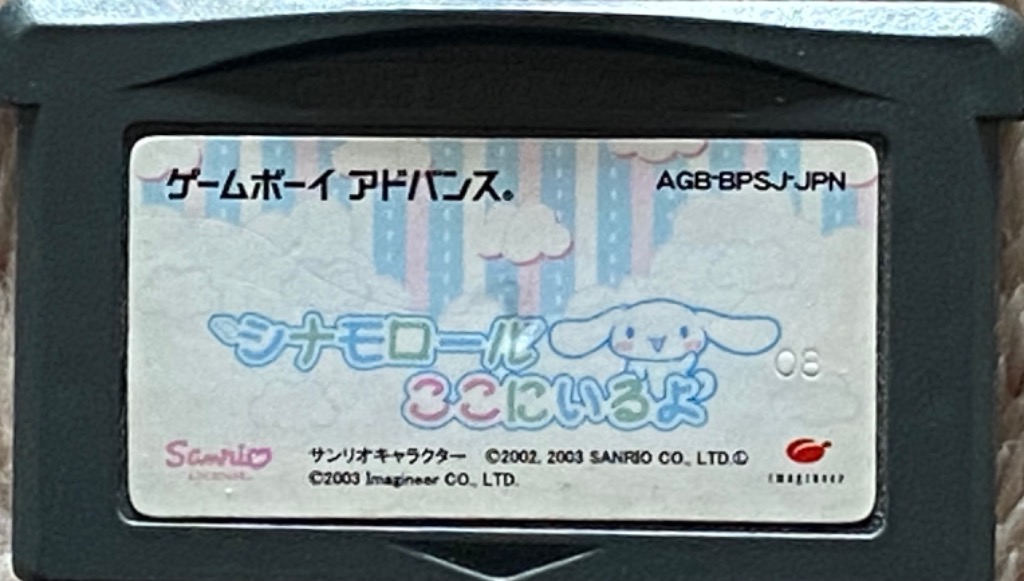 ゲームボーイ アドバンス®
AGB-BPSJ-JPN
シナモロール
ここにいるよ
08
Sanrio
LICENSE
サンリオキャラクター ©2002, 2003 SANRIO CO., LTD.Ⓛ
©2003 Imagineer CO., LTD.
imagineer